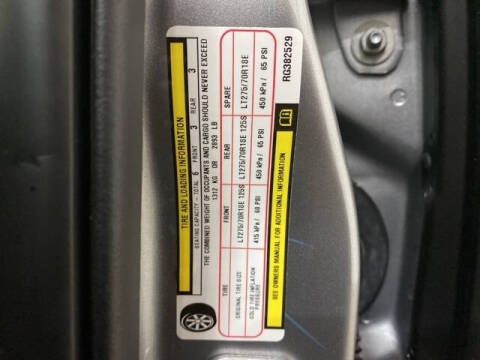 TIRE AND LOADING INFORMATION
SEATING CAPACITY - TOTAL 6 FRONT 3 REAR 3
THE COMBINED WEIGHT OF OCCUPANTS AND CARGO SHOULD NEVER EXCEED
1312 KG OR 2893 LB
TIRE FRONT REAR SPARE
ORIGINAL TIRE SIZE LT275/70R18E 125S LT275/70R18E 125S LT275/70R18E
COLD TIRE INFLATION PRESSURE 415 kPa / 60 PSI 450 kPa / 65 PSI 450 kPa / 65 PSI
SEE OWNERS MANUAL FOR ADDITIONAL INFORMATION
RG382529